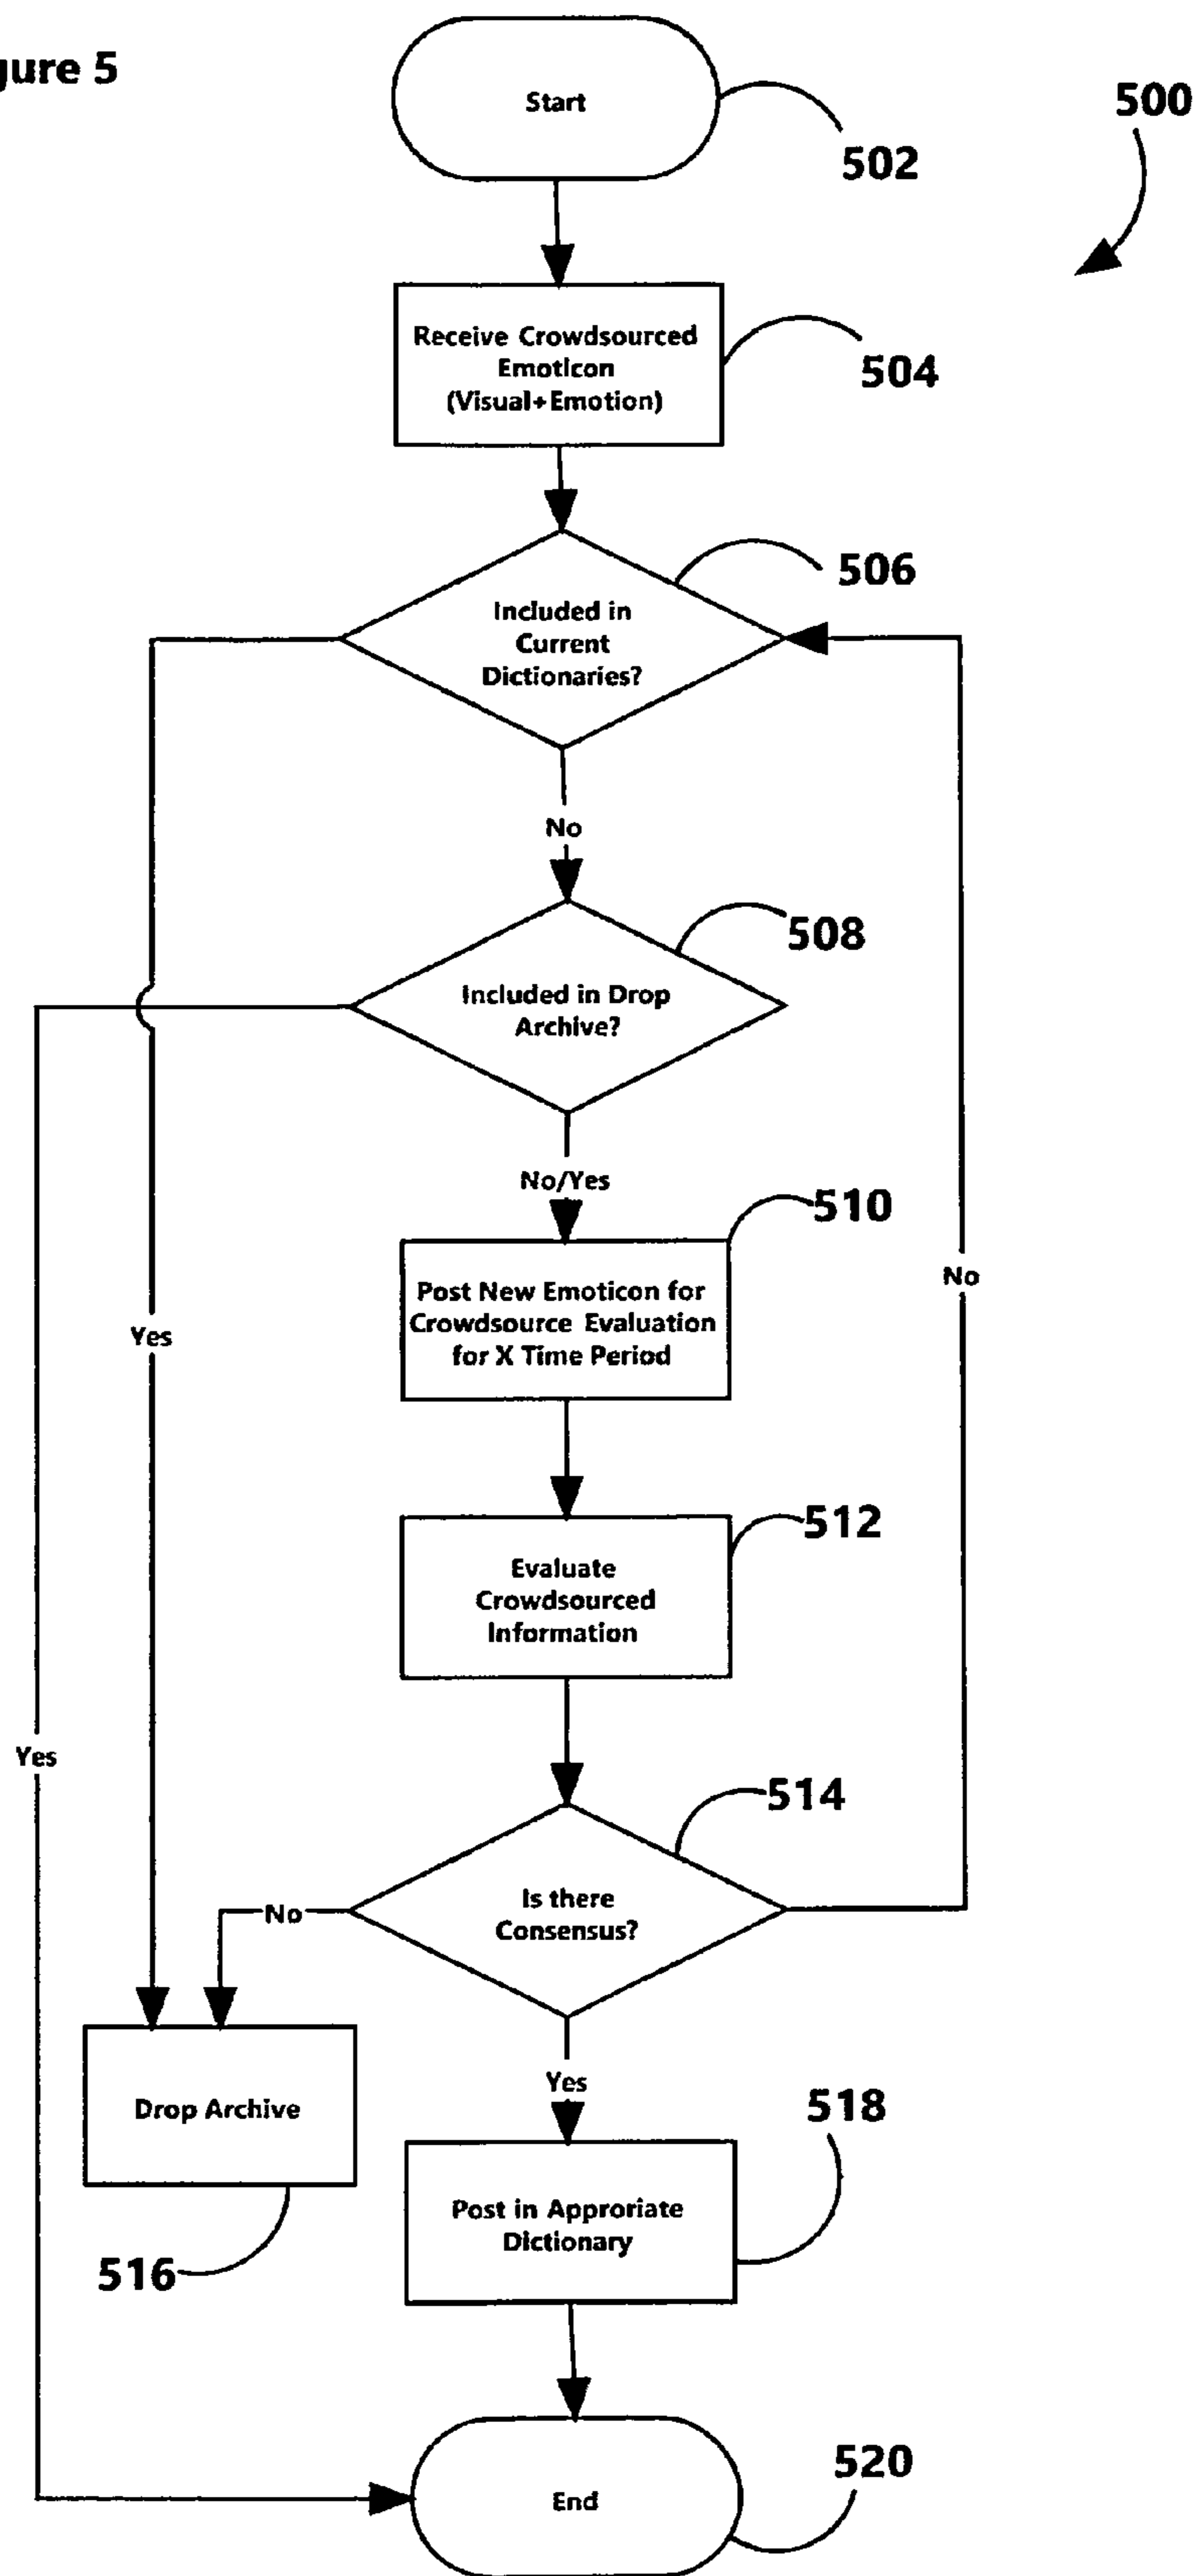 gure 5
Start
502
500
Receive Crowdsourced
Emoticon
(Visual+Emotion)
504
Included in
Current
Dictionaries?
506
No
Included in Drop
Archive?
508
No/Yes
Post New Emoticon for
Crowdsource Evaluation
for X Time Period
510
No
Yes
Evaluate
Crowdsourced
Information
512
Yes
Is there
Consensus?
514
No
Yes
Drop Archive
516
Post in Approriate
Dictionary
518
End
520